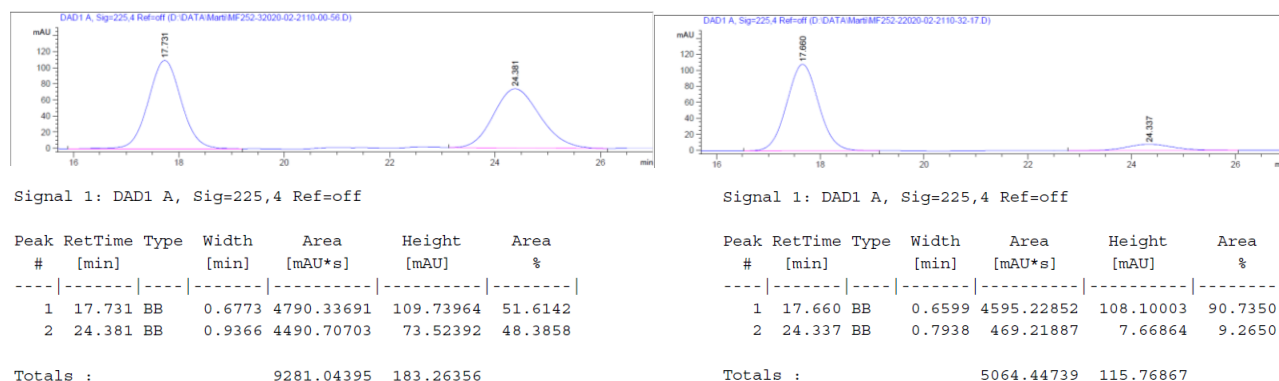 DAD1 A, Sig=225,4 Ref=off (D:\DATA\Marti\MF252-32020-02-2110-00-56.D)
mAU
120
100
80
60
40
20
0
17.731
24.381
16 18 20 22 24 26 min
Signal 1: DAD1 A, Sig=225,4 Ref=off
Peak RetTime Type Width Area Height Area
# [min] [min] [mAU*s] [mAU] %
----|-------|----|-------|----------|----------|--------|
1 17.731 BB 0.6773 4790.33691 109.73964 51.6142
2 24.381 BB 0.9366 4490.70703 73.52392 48.3858
Totals : 9281.04395 183.26356
DAD1 A, Sig=225,4 Ref=off (D:\DATA\Marti\MF252-22020-02-2110-32-17.D)
mAU
120
100
80
60
40
20
0
17.660
24.337
16 18 20 22 24 26
Signal 1: DAD1 A, Sig=225,4 Ref=off
Peak RetTime Type Width Area Height Area
# [min] [min] [mAU*s] [mAU] %
----|-------|----|-------|----------|----------|--------
1 17.660 BB 0.6599 4595.22852 108.10003 90.7350
2 24.337 BB 0.7938 469.21887 7.66864 9.2650
Totals : 5064.44739 115.76867